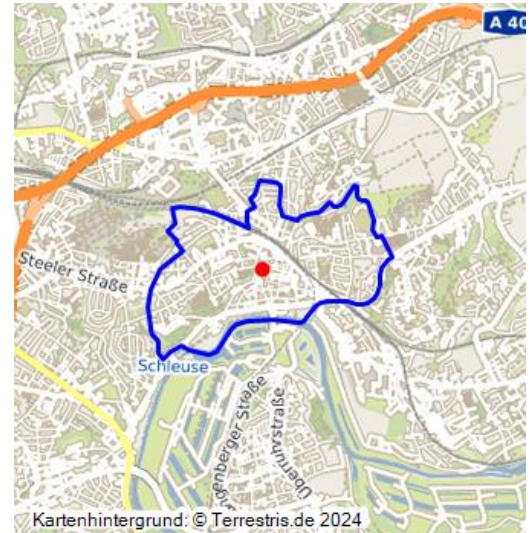 A 40
Steeler Straße
Schleuse
Überruhrstraße
Kartenhintergrund: © Terrestris.de 2024